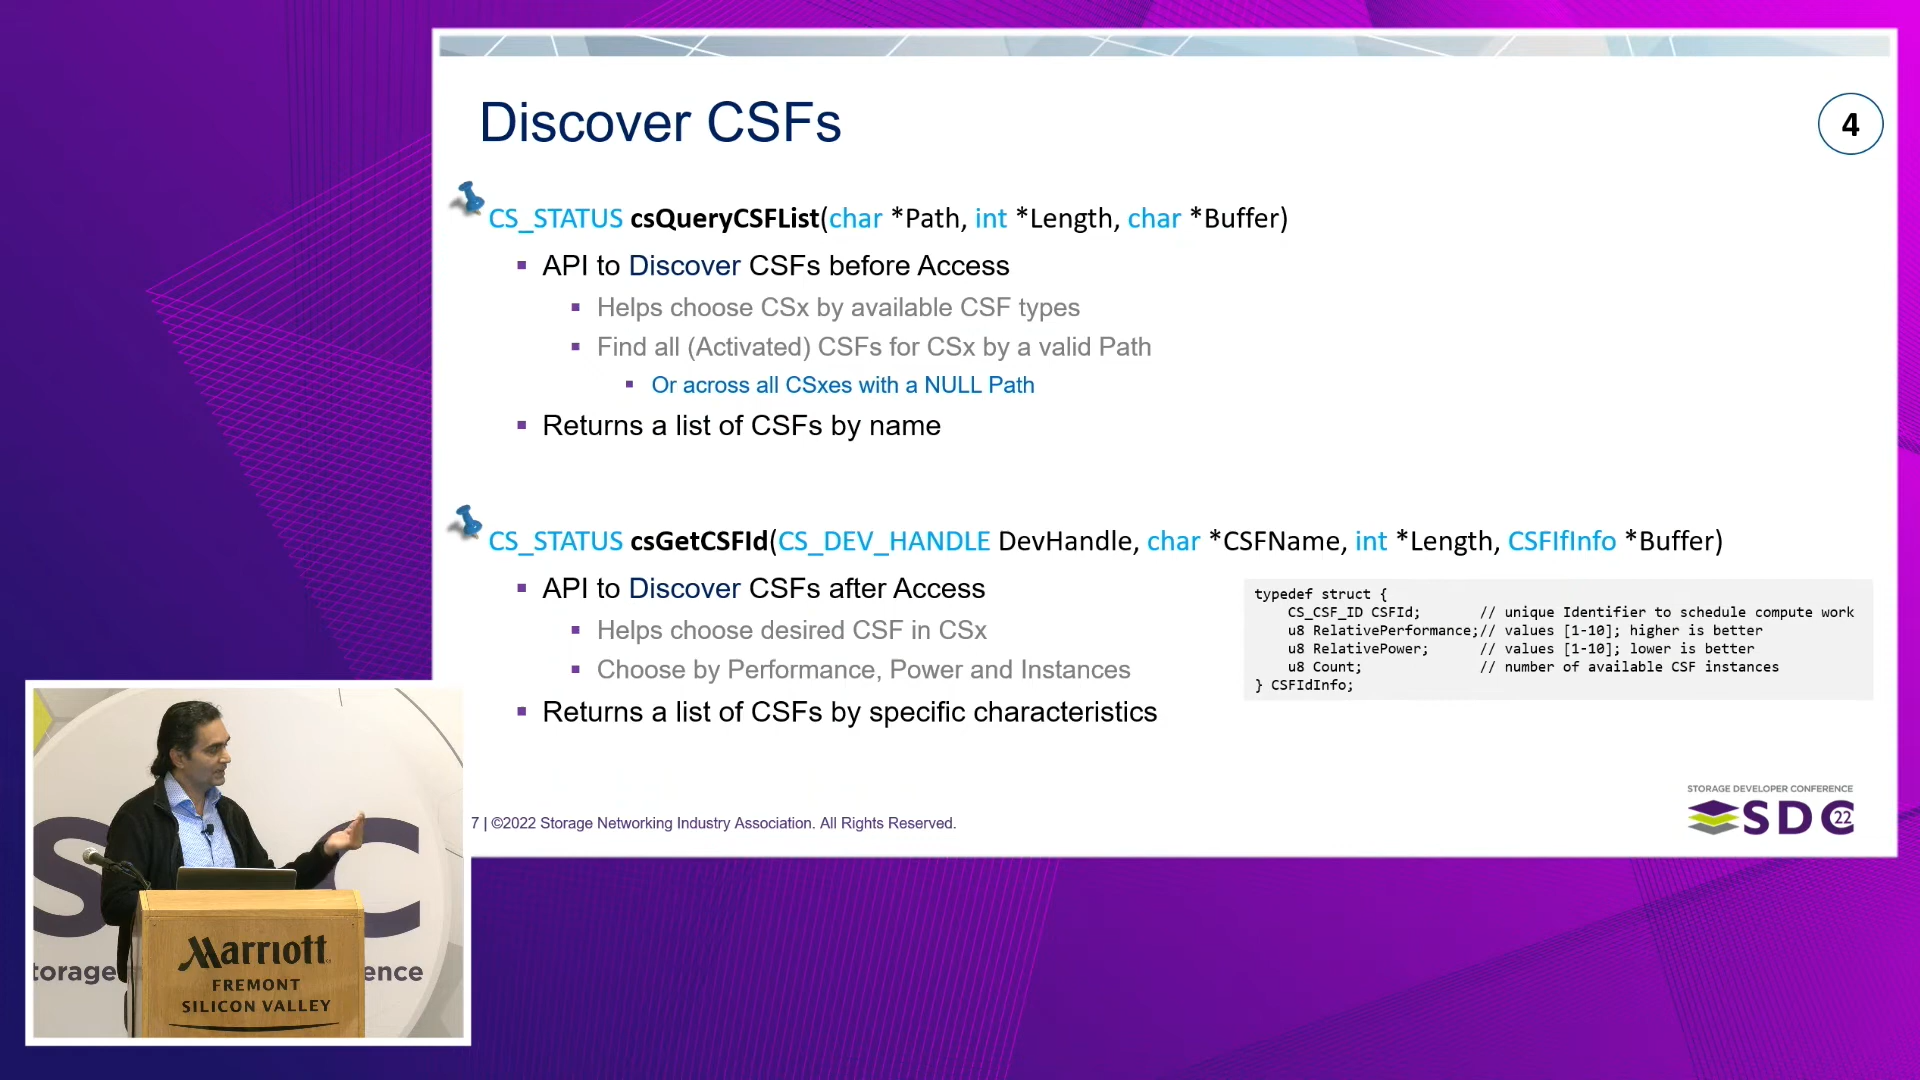 Discover CSFs
4
CS_STATUS csQueryCSFList(char *Path, int *Length, char *Buffer)
API to Discover CSFs before Access
Helps choose CSx by available CSF types
Find all (Activated) CSFs for CSx by a valid Path
Or across all CSxes with a NULL Path
Returns a list of CSFs by name
CS_STATUS csGetCSFId(CS_DEV_HANDLE DevHandle, char *CSFName, int *Length, CSFIfInfo *Buffer)
API to Discover CSFs after Access
Helps choose desired CSF in CSx
Choose by Performance, Power and Instances
Returns a list of CSFs by specific characteristics
typedef struct {
CS_CSF_ID CSFId; // unique Identifier to schedule compute work
u8 RelativePerformance;// values [1-10]; higher is better
u8 RelativePower; // values [1-10]; lower is better
u8 Count; // number of available CSF instances
} CSFIdInfo;
7 | ©2022 Storage Networking Industry Association. All Rights Reserved.
STORAGE DEVELOPER CONFERENCE
SDC 22
S C
torage ence
Marriott
FREMONT
SILICON VALLEY